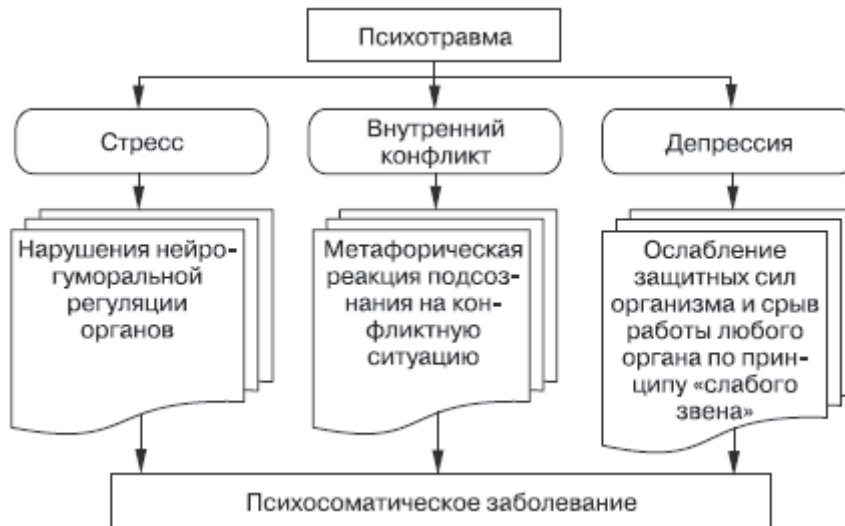 Психотравма
Стресс
Внутренний
конфликт
Депрессия
Нарушения нейро-
гуморальной
регуляции
органов
Метафорическая
реакция подсоз-
нания на кон-
фликтную
ситуацию
Ослабление
защитных сил
организма и срыв
работы любого
органа по прин-
ципу «слабого
звена»
Психосоматическое заболевание